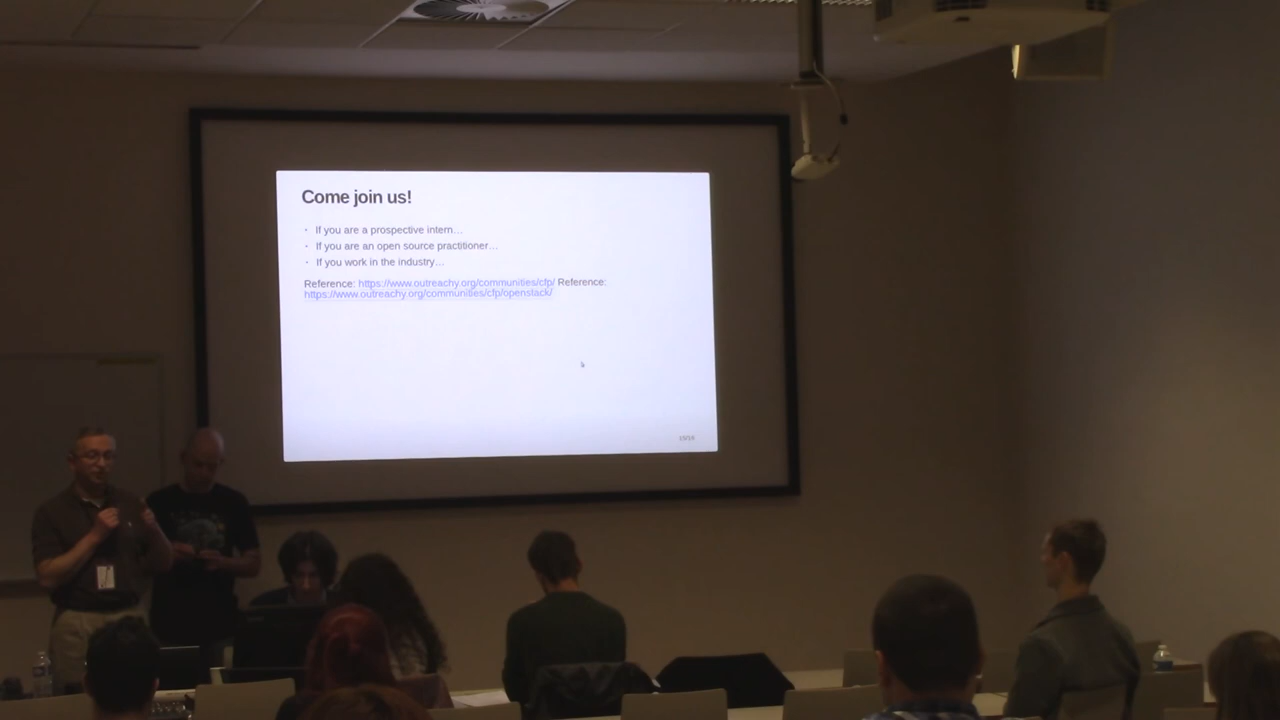 Come join us!
· If you are a prospective intern…
· If you are an open source practitioner…
· If you work in the industry…
Reference: https://www.outreachy.org/communities/cfp/ Reference:
https://www.outreachy.org/communities/cfp/openstack/